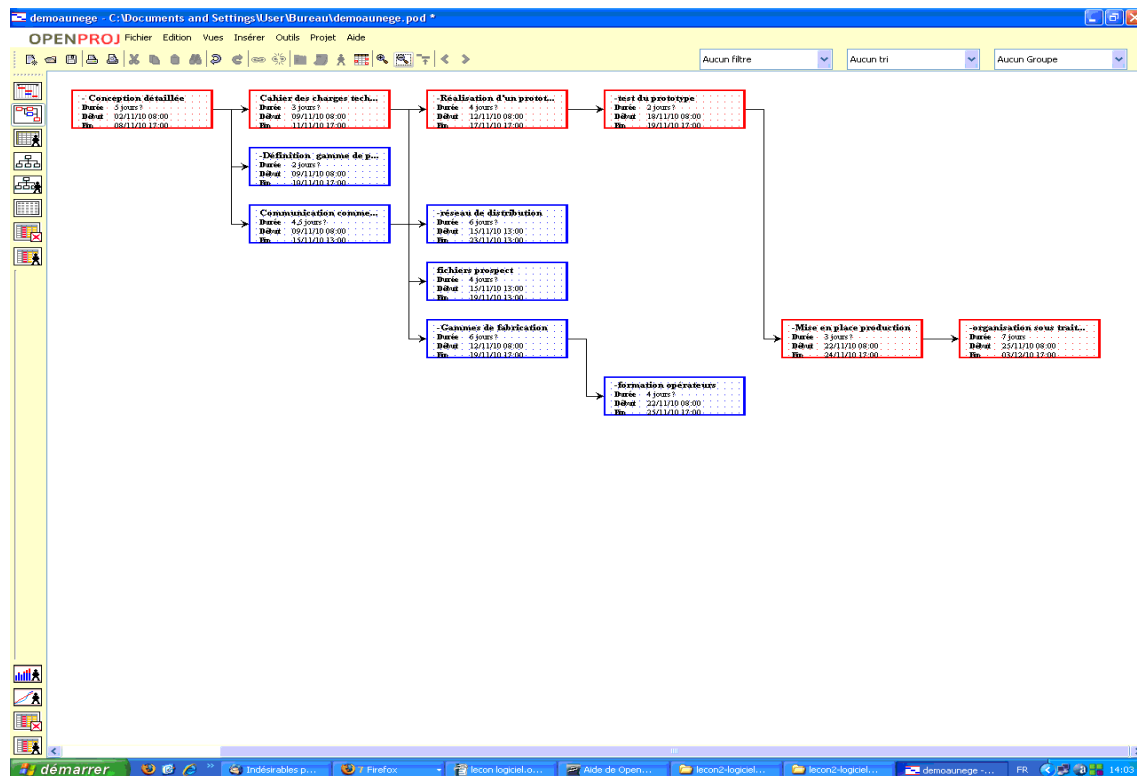 demoaunege - C:\Documents and Settings\User\Bureau\demoaunege.pod *
OPENPROJ Fichier Edition Vues Insérer Outils Projet Aide
Aucun filtre Aucun tri Aucun Groupe
- Conception détaillée
Durée 5 jours ?
Début 02/11/10 08:00
Fin 08/11/10 17:00
Cahier des charges tech...
Durée 3 jours ?
Début 09/11/10 08:00
Fin 11/11/10 17:00
-Réalisation d'un protot...
Durée 4 jours ?
Début 12/11/10 08:00
Fin 17/11/10 17:00
-test du prototype
Durée 2 jours ?
Début 18/11/10 08:00
Fin 19/11/10 17:00
-Définition gamme de p...
Durée 2 jours ?
Début 09/11/10 08:00
Fin 10/11/10 17:00
Communication comme...
Durée 4,5 jours ?
Début 09/11/10 08:00
Fin 15/11/10 13:00
-réseau de distribution
Durée 6 jours ?
Début 15/11/10 13:00
Fin 23/11/10 13:00
fichiers prospect
Durée 4 jours ?
Début 15/11/10 13:00
Fin 19/11/10 13:00
-Gammes de fabrication
Durée 6 jours ?
Début 12/11/10 08:00
Fin 19/11/10 17:00
-Mise en place production
Durée 3 jours ?
Début 22/11/10 08:00
Fin 24/11/10 17:00
-organisation sous trait...
Durée 7 jours
Début 25/11/10 08:00
Fin 03/12/10 17:00
-formation opérateurs
Durée 4 jours ?
Début 22/11/10 08:00
Fin 25/11/10 17:00
démarrer » Indésirables p... 7 Firefox lecon logiciel.o... Aide de Open... lecon2-logiciel... lecon2-logiciel... demoaunege -... FR 14:03